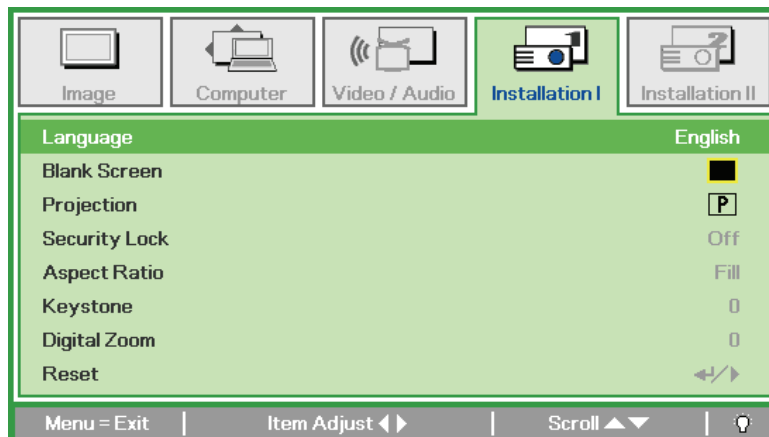 Image Computer Video / Audio Installation I Installation II
Language English
Blank Screen
Projection P
Security Lock Off
Aspect Ratio Fill
Keystone 0
Digital Zoom 0
Reset
Menu = Exit Item Adjust Scroll